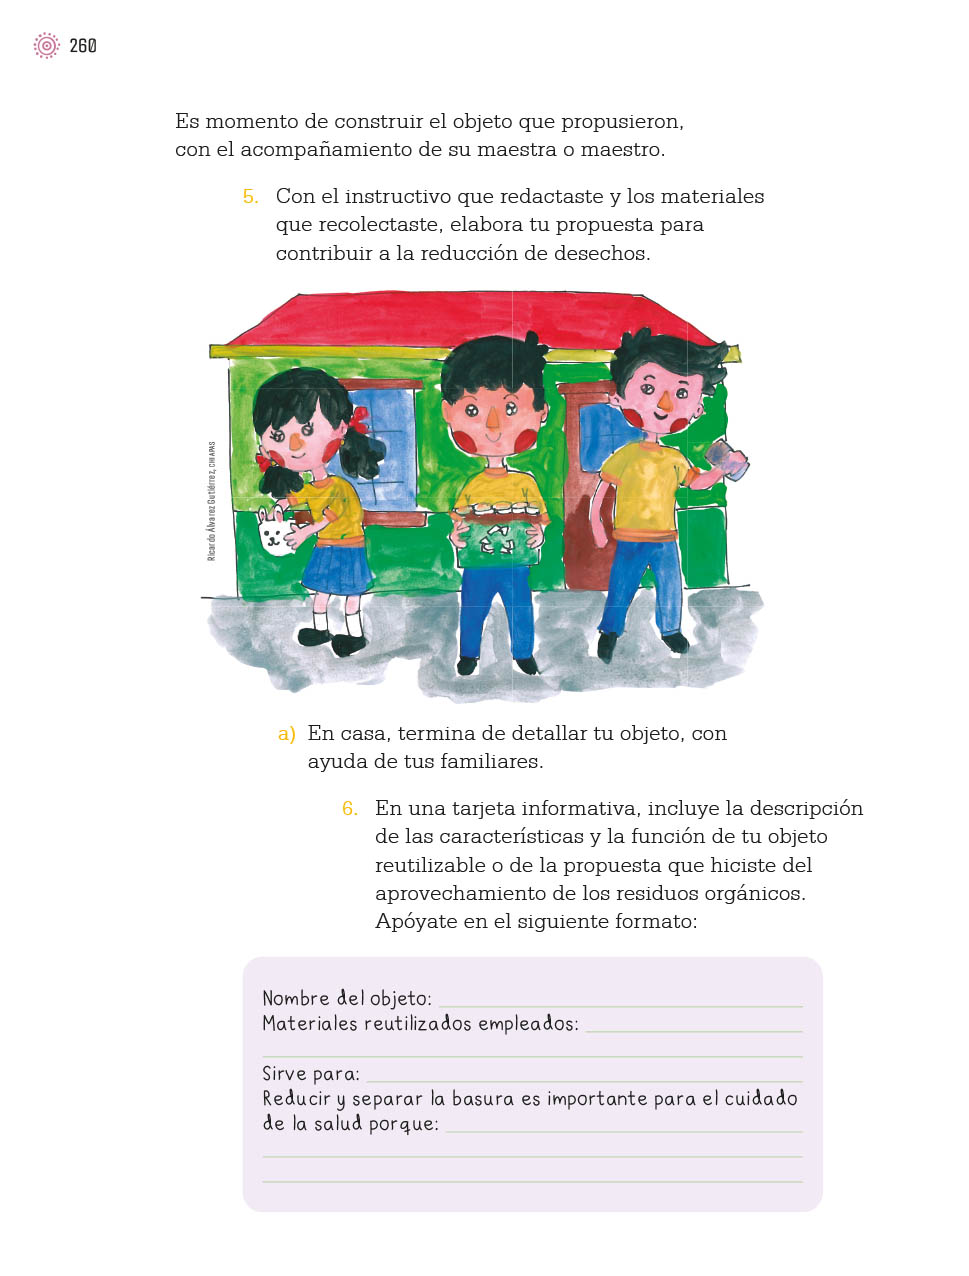 260
Es momento de construir el objeto que propusieron,
con el acompañamiento de su maestra o maestro.
5. Con el instructivo que redactaste y los materiales
que recolectaste, elabora tu propuesta para
contribuir a la reducción de desechos.
Ricardo Álvarez Gutiérrez, CHIAPAS
a) En casa, termina de detallar tu objeto, con
ayuda de tus familiares.
6. En una tarjeta informativa, incluye la descripción
de las características y la función de tu objeto
reutilizable o de la propuesta que hiciste del
aprovechamiento de los residuos orgánicos.
Apóyate en el siguiente formato:
Nombre del objeto:
Materiales reutilizados empleados:
Sirve para:
Reducir y separar la basura es importante para el cuidado
de la salud porque: